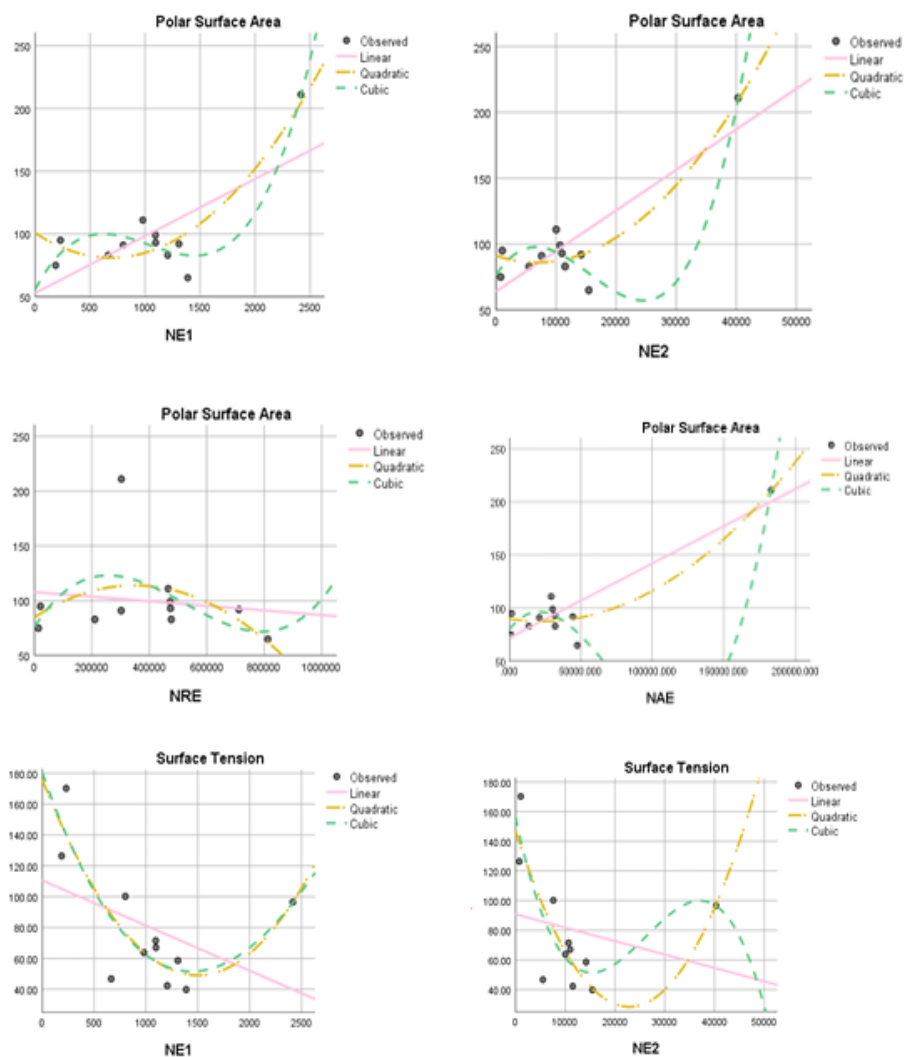 Polar Surface Area
250
200
150
100
50
0
500
1000
1500
2000
2500
NE1
Observed
Linear
Quadratic
Cubic
Polar Surface Area
250
200
150
100
50
0
10000
20000
30000
40000
50000
NE2
Observed
Linear
Quadratic
Cubic
Polar Surface Area
250
200
150
100
50
0
200000
400000
600000
800000
1000000
NRE
Observed
Linear
Quadratic
Cubic
Polar Surface Area
250
200
150
100
50
.000
50000.000
100000.000
150000.000
200000.000
NAE
Observed
Linear
Quadratic
Cubic
Surface Tension
180.00
160.00
140.00
120.00
100.00
80.00
60.00
40.00
0
500
1000
1500
2000
2500
NE1
Observed
Linear
Quadratic
Cubic
Surface Tension
180.00
160.00
140.00
120.00
100.00
80.00
60.00
40.00
0
10000
20000
30000
40000
50000
NE2
Observed
Linear
Quadratic
Cubic